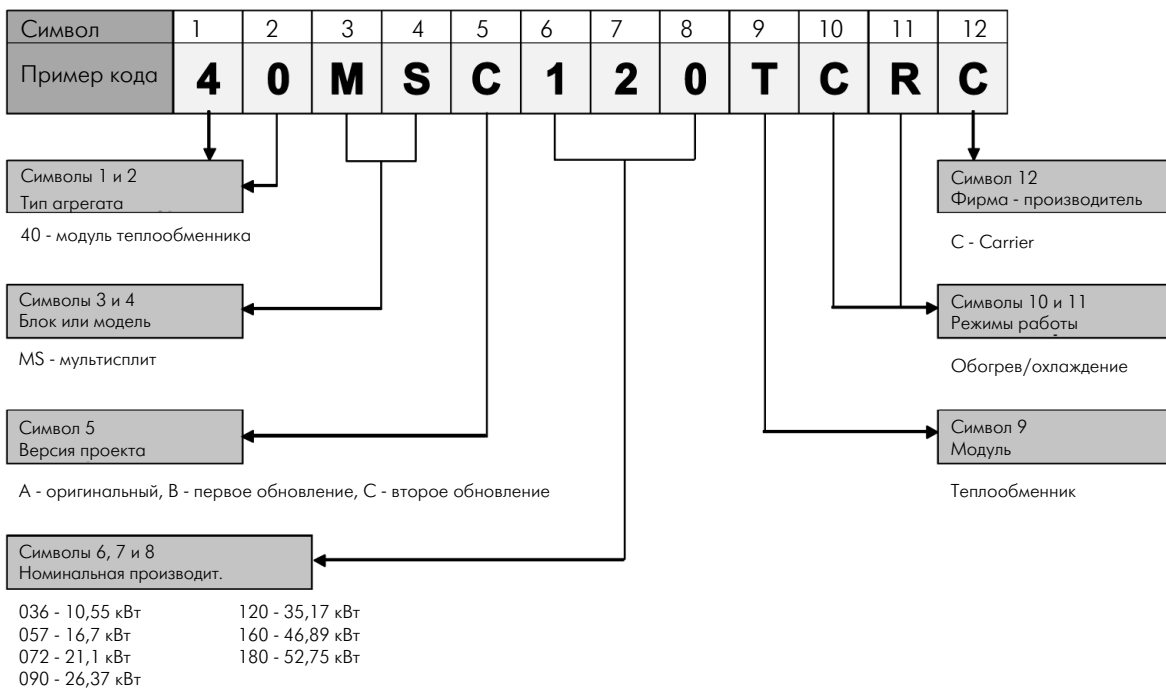 Символ 1 2 3 4 5 6 7 8 9 10 11 12
Пример кода 4 0 M S C 1 2 0 T C R C
Символы 1 и 2
Тип агрегата
40 - модуль теплообменника
Символ 12
Фирма - производитель
C - Carrier
Символы 3 и 4
Блок или модель
MS - мультисплит
Символы 10 и 11
Режимы работы
Обогрев/охлаждение
Символ 5
Версия проекта
A - оригинальный, B - первое обновление, C - второе обновление
Символ 9
Модуль
Теплообменник
Символы 6, 7 и 8
Номинальная производит.
036 - 10,55 кВт 120 - 35,17 кВт
057 - 16,7 кВт 160 - 46,89 кВт
072 - 21,1 кВт 180 - 52,75 кВт
090 - 26,37 кВт